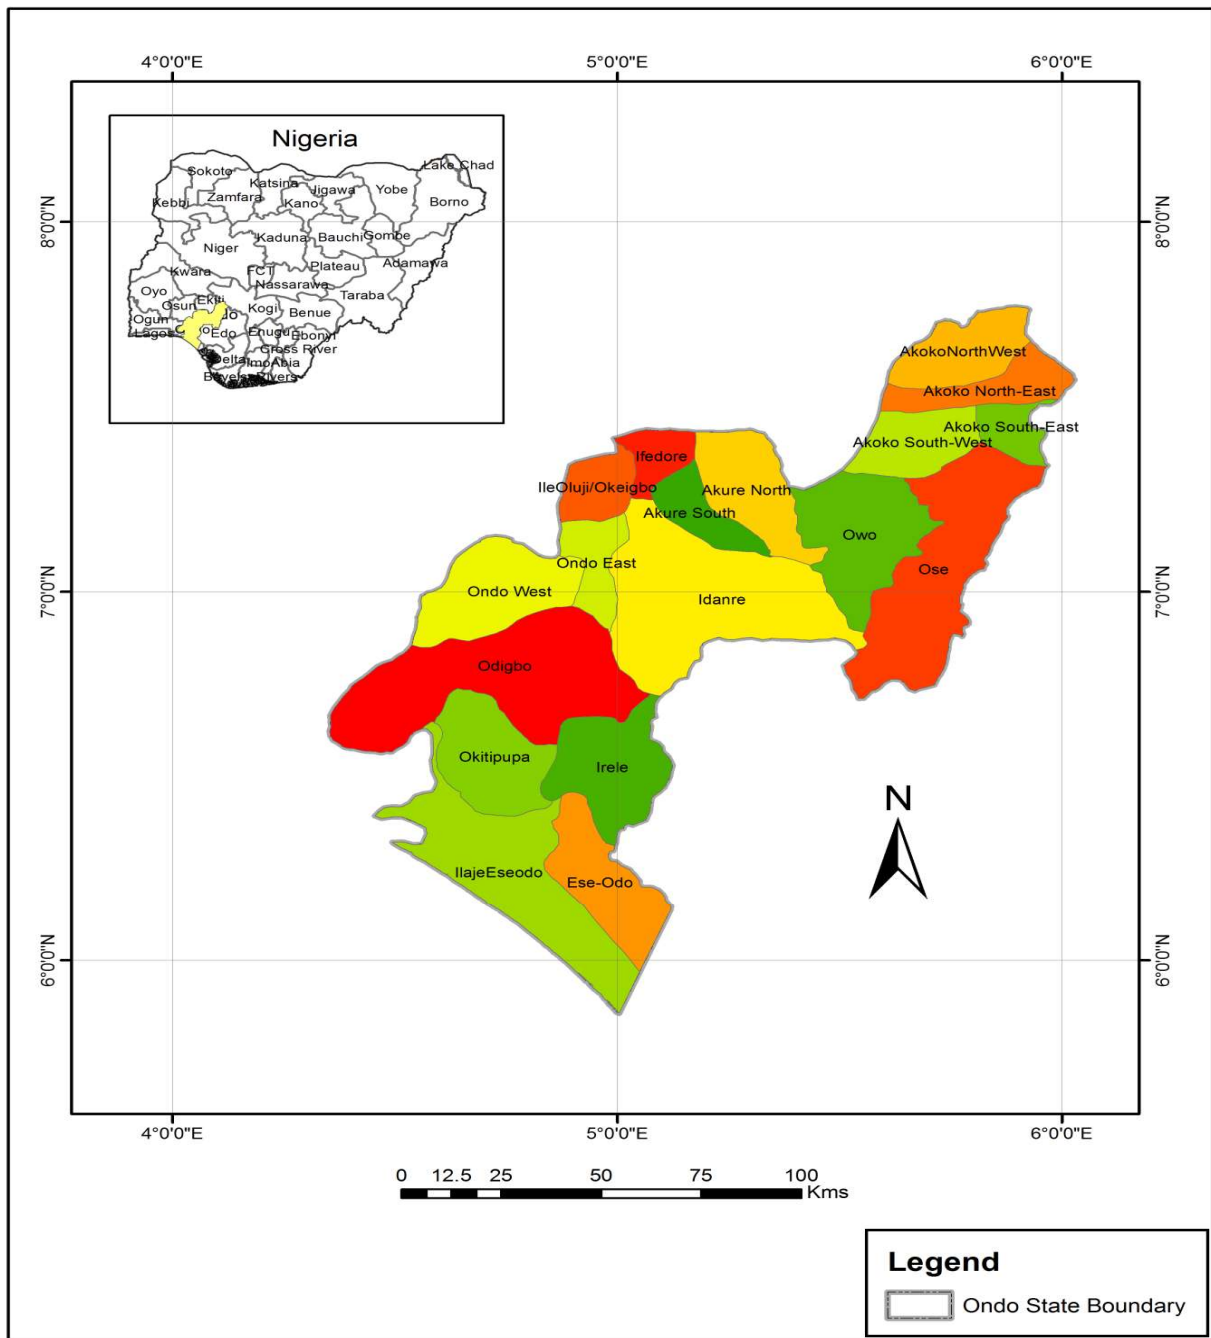 4°0'0"E 5°0'0"E 6°0'0"E
Nigeria
Lake Chad
Sokoto
Katsina
Jigawa
Yobe
Zamfara
Kebbi
Kano
Borno
8°0'0"N
8°0'0"N
Kaduna
Bauchi
Gombe
Niger
Adamawa
Plateau
Kwara
FCT
Nassarawa
Oyo
Taraba
Ekiti
Osun
Kogi
Benue
Ogun
Lagos
Edo
Enugu
Ebonyi
Cross River
Delta
Imo
Abia
Rivers
AkokoNorthWest
Akoko North-East
Akoko South-East
Akoko South-West
Ifedore
IleOluji/Okeigbo
Akure North
Akure South
Owo
Ondo East
Ose
7°0'0"N
7°0'0"N
Ondo West
Idanre
Odigbo
Okitipupa
Irele
N
IlajeEseodo
Ese-Odo
6°0'0"N
6°0'0"N
4°0'0"E 5°0'0"E 6°0'0"E
0 12.5 25 50 75 100
Kms
Legend
Ondo State Boundary